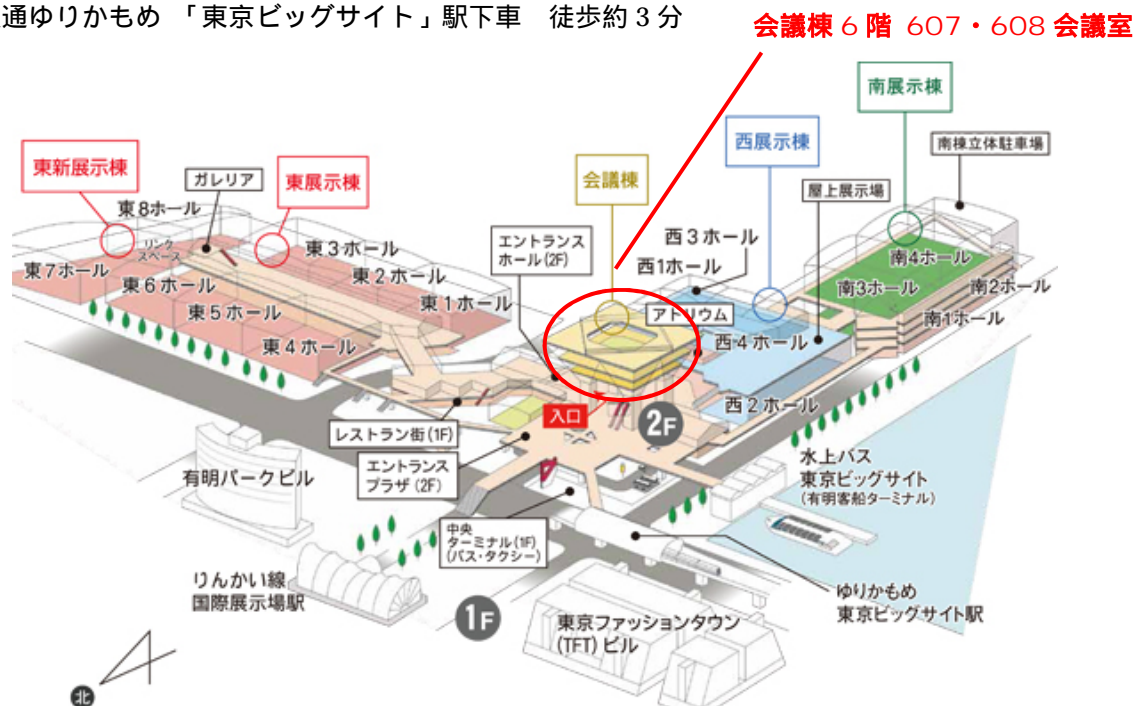 通ゆりかもめ 「東京ビッグサイト」駅下車　徒歩約 3 分
会議棟 6 階 607・608 会議室
南展示棟
西展示棟
南棟立体駐車場
東新展示棟
ガレリア
東展示棟
会議棟
屋上展示場
東8ホール
リンク
スペース
東3ホール
エントランス
ホール(2F)
西3ホール
西1ホール
南4ホール
東7ホール
東6ホール
東2ホール
南3ホール
南2ホール
東5ホール
東1ホール
アトリウム
南1ホール
東4ホール
西4ホール
入口
2F
西2ホール
レストラン街(1F)
エントランス
プラザ(2F)
有明パークビル
水上バス
東京ビッグサイト
(有明客船ターミナル)
中央
ターミナル(1F)
(バス・タクシー)
りんかい線
国際展示場駅
1F
東京ファッションタウン
(TFT)ビル
ゆりかもめ
東京ビッグサイト駅
北